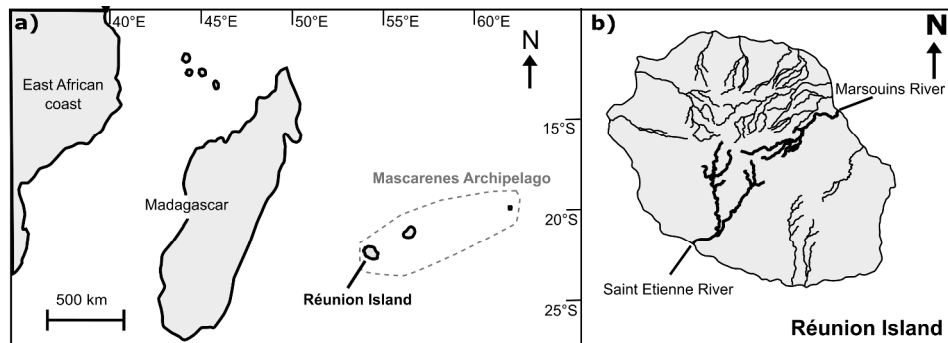 a)
40°E
45°E
50°E
55°E
60°E
East African
coast
N
15°S
Mascarenes Archipelago
Madagascar
20°S
Réunion Island
500 km
25°S
b)
N
Marsouins River
Saint Etienne River
Réunion Island